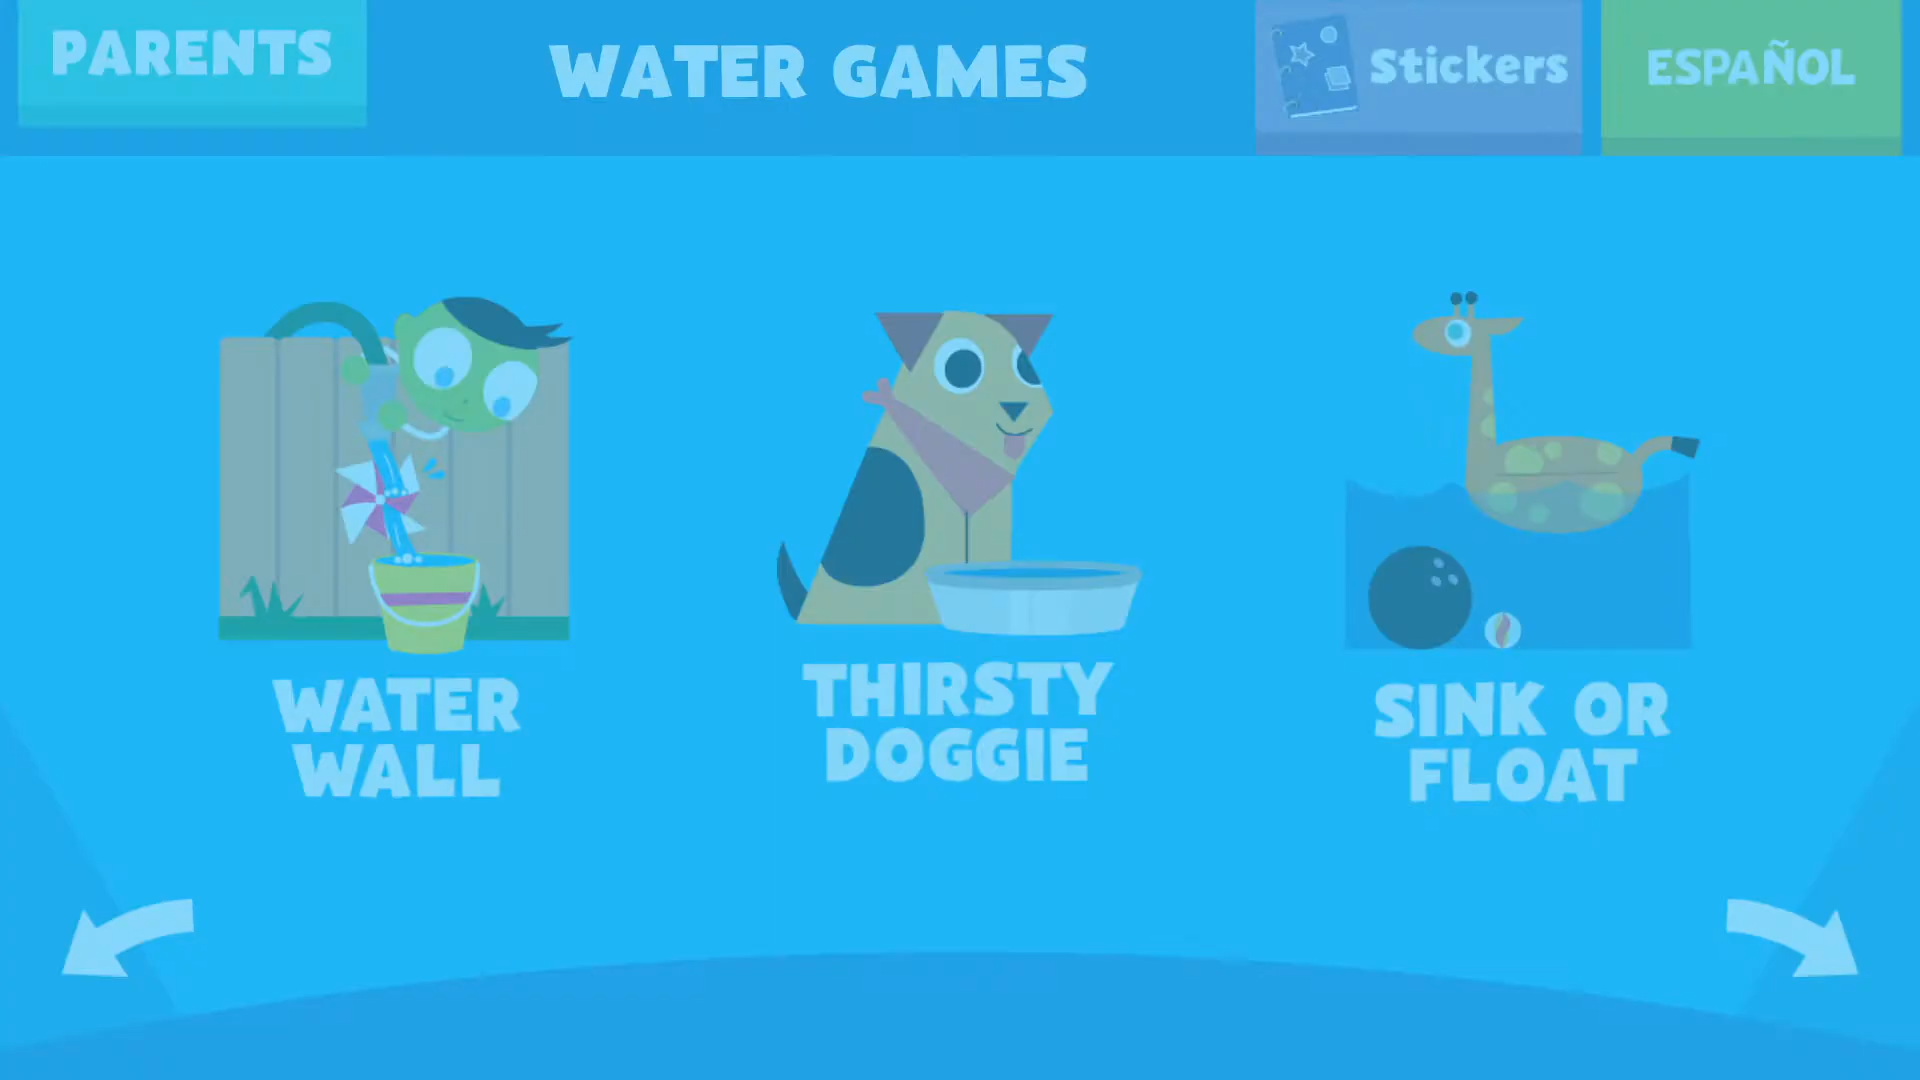 PARENTS
WATER GAMES
Stickers
ESPAÑOL
WATER
WALL
THIRSTY
DOGGIE
SINK OR
FLOAT